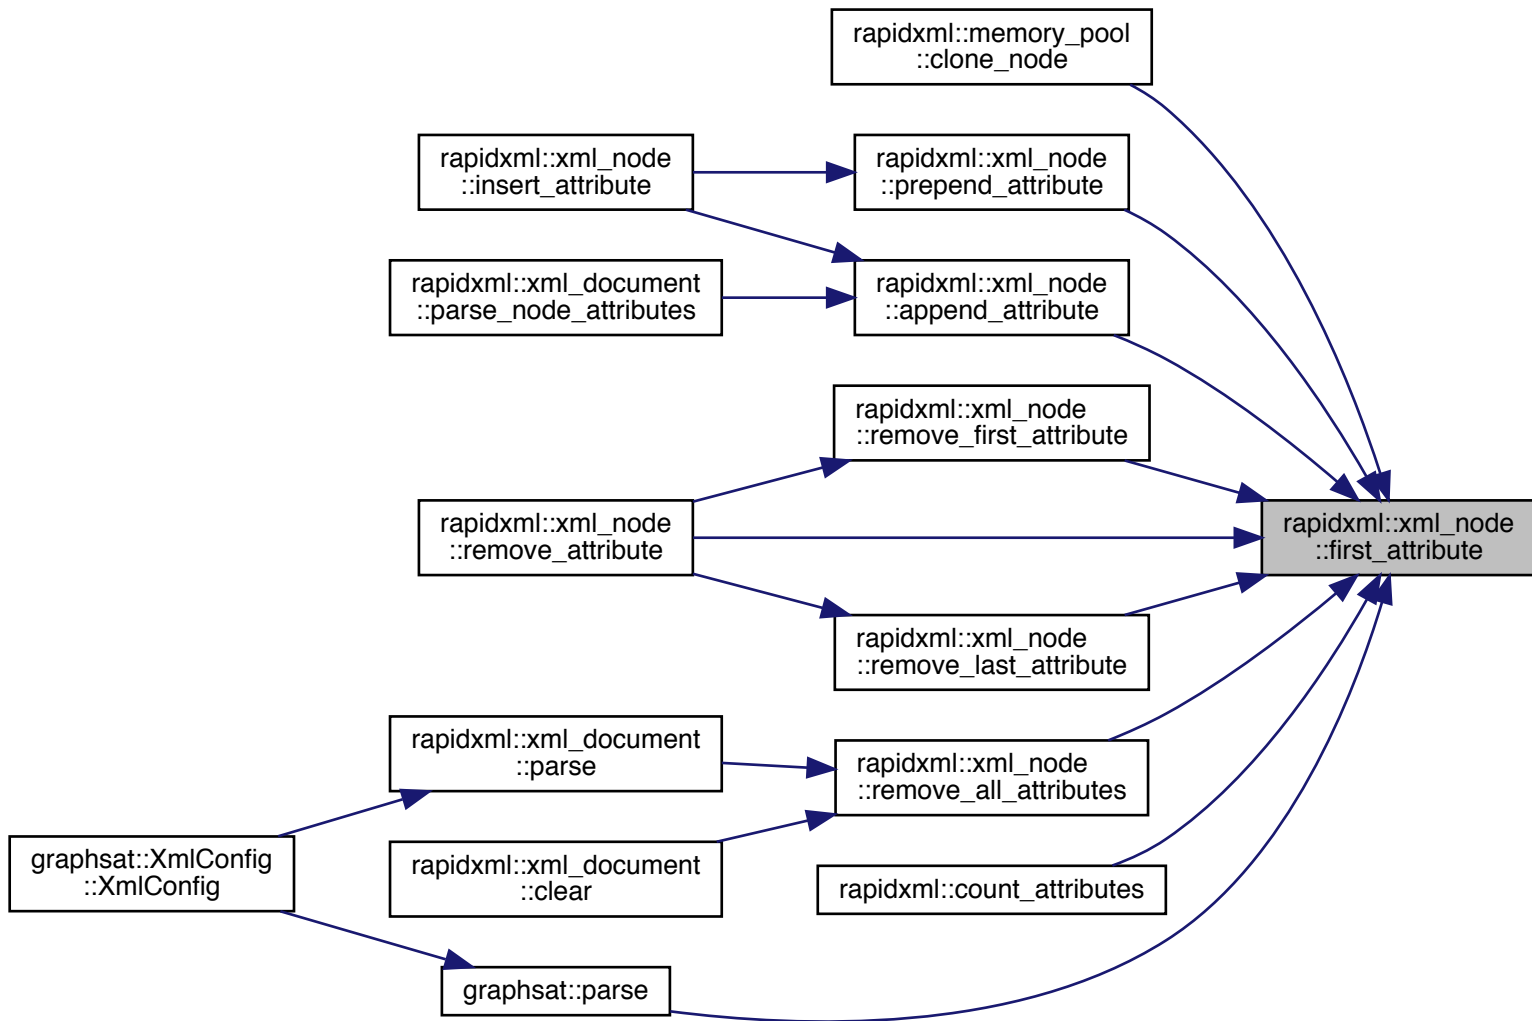 rapidxml::memory_pool
::clone_node
rapidxml::xml_node
::insert_attribute
rapidxml::xml_node
::prepend_attribute
rapidxml::xml_document
::parse_node_attributes
rapidxml::xml_node
::append_attribute
rapidxml::xml_node
::remove_first_attribute
rapidxml::xml_node
::remove_attribute
rapidxml::xml_node
::first_attribute
rapidxml::xml_node
::remove_last_attribute
rapidxml::xml_document
::parse
rapidxml::xml_node
::remove_all_attributes
graphsat::XmlConfig
::XmlConfig
rapidxml::xml_document
::clear
rapidxml::count_attributes
graphsat::parse